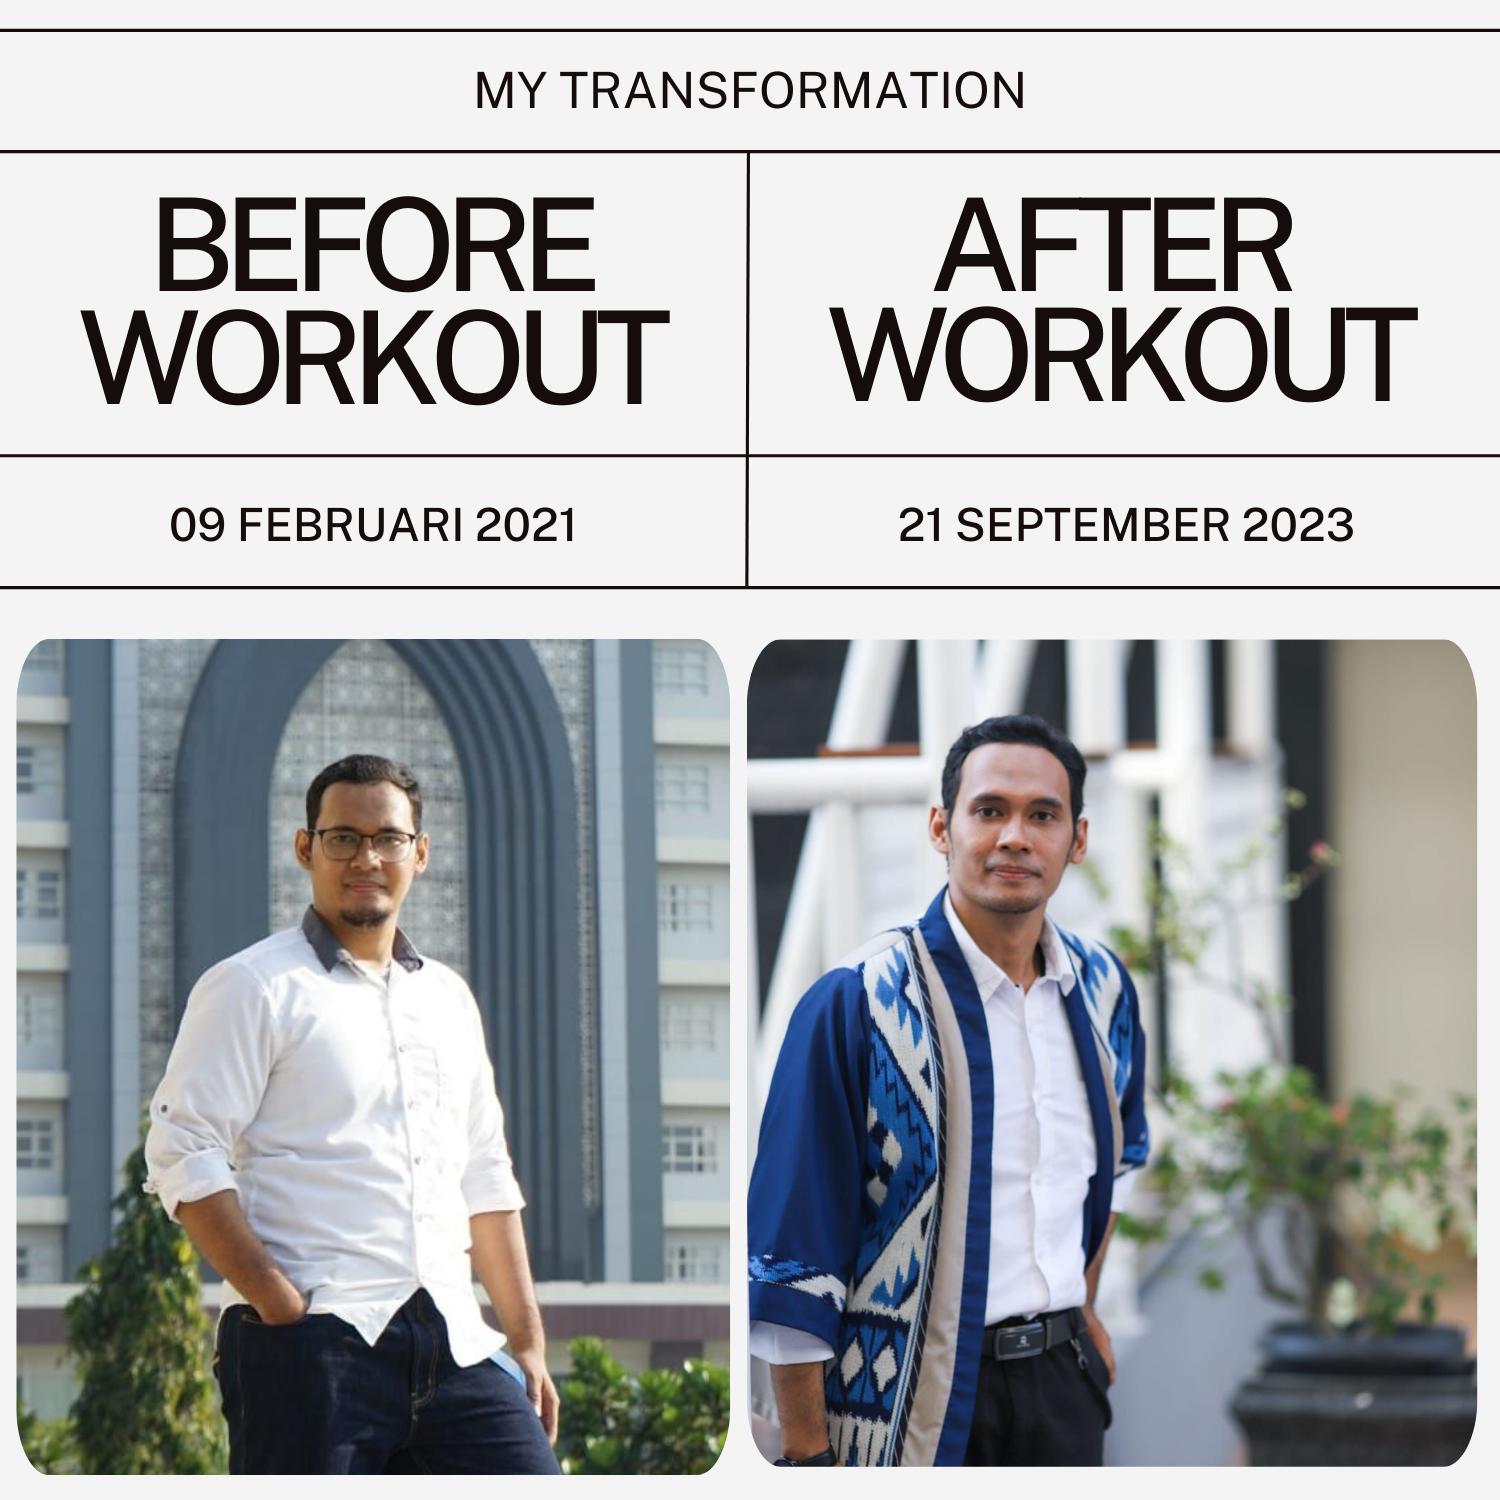 MY TRANSFORMATION
BEFORE
WORKOUT
AFTER
WORKOUT
09 FEBRUARI 2021
21 SEPTEMBER 2023